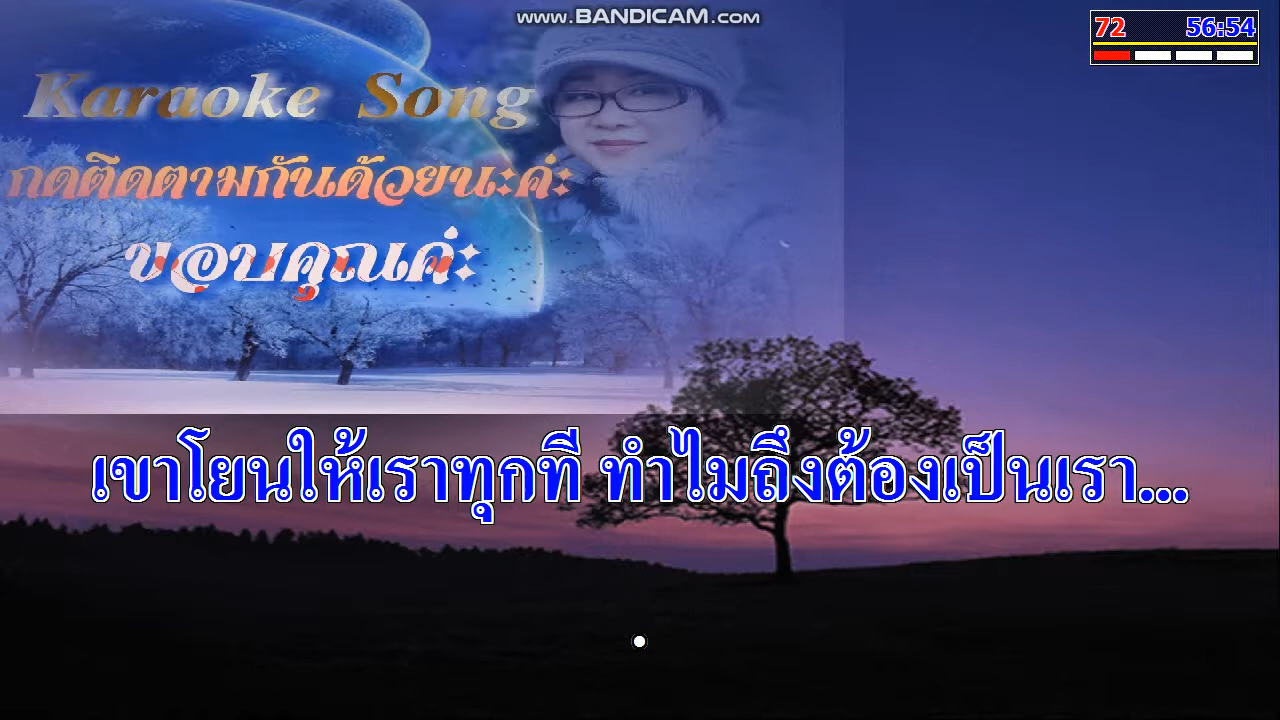 www.BANDICAM.com
72 56:54
Karaoke Song
กดติดตามกันด้วยนะค่ะ
ขอบคุณค่ะ
เขาโยนให้เราทุกที ทำไมถึงต้องเป็นเรา...